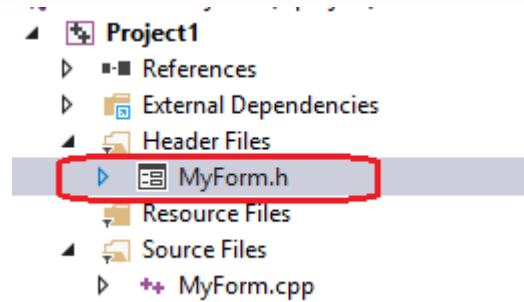 Project1
References
External Dependencies
Header Files
MyForm.h
Resource Files
Source Files
MyForm.cpp